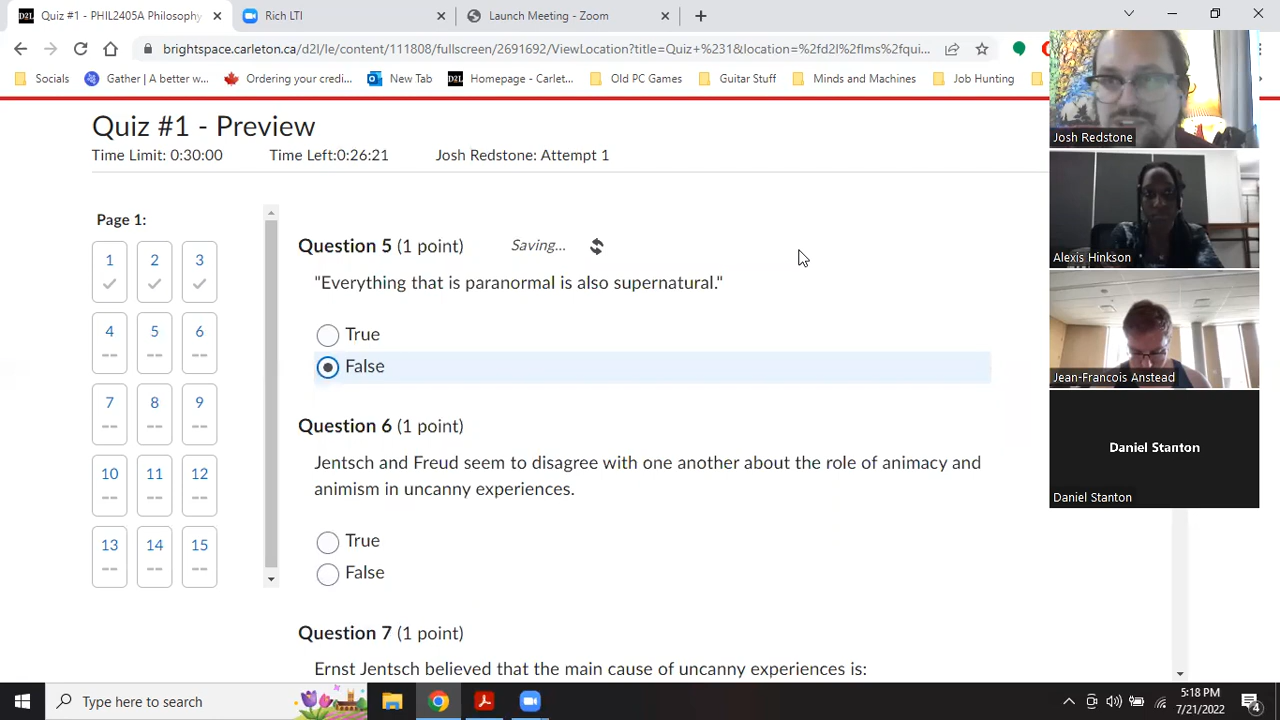 Quiz #1 - PHIL2405A Philosophy
Rich LTI
Launch Meeting - Zoom
brightspace.carleton.ca/d2l/le/content/111808/fullscreen/2691692/ViewLocation?title=Quiz+%231&location=%2fd2l%2flms%2fqui...
Socials
Gather | A better w...
Ordering your credi...
New Tab
Homepage - Carlet...
Old PC Games
Guitar Stuff
Minds and Machines
Job Hunting
Quiz #1 - Preview
Time Limit: 0:30:00
Time Left:0:26:21
Josh Redstone: Attempt 1
Page 1:
1 2 3
4 5 6
7 8 9
10 11 12
13 14 15
Question 5 (1 point)
Saving...
"Everything that is paranormal is also supernatural."
True
False
Question 6 (1 point)
Jentsch and Freud seem to disagree with one another about the role of animacy and
animism in uncanny experiences.
True
False
Question 7 (1 point)
Ernst Jentsch believed that the main cause of uncanny experiences is:
Josh Redstone
Alexis Hinkson
Jean-Francois Anstead
Daniel Stanton
Daniel Stanton
Type here to search
5:18 PM
7/21/2022
4